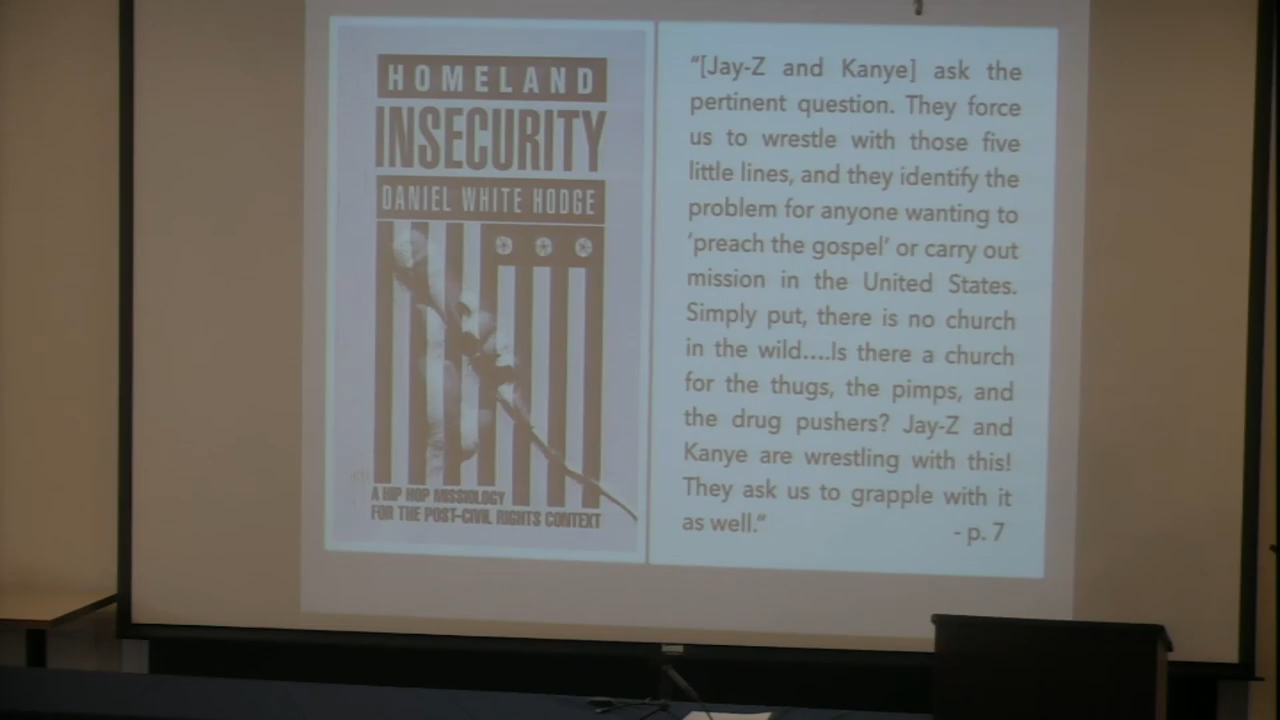 HOMELAND
INSECURITY
DANIEL WHITE HODGE
A HIP HOP MISSIOLOGY
FOR THE POST-CIVIL RIGHTS CONTEXT
“[Jay-Z and Kanye] ask the
pertinent question. They force
us to wrestle with those five
little lines, and they identify the
problem for anyone wanting to
‘preach the gospel’ or carry out
mission in the United States.
Simply put, there is no church
in the wild....Is there a church
for the thugs, the pimps, and
the drug pushers? Jay-Z and
Kanye are wrestling with this!
They ask us to grapple with it
as well.“
- p. 7